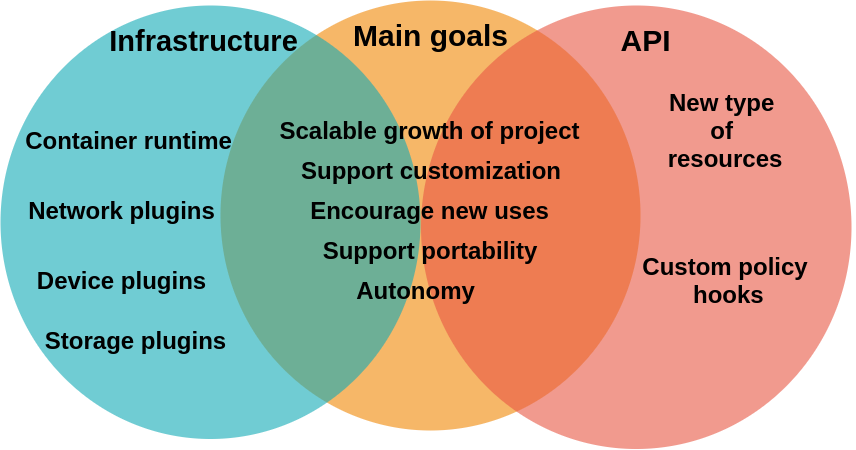 Infrastructure
Container runtime
Network plugins
Device plugins
Storage plugins
Main goals
Scalable growth of project
Support customization
Encourage new uses
Support portability
Autonomy
API
New type
of
resources
Custom policy
hooks